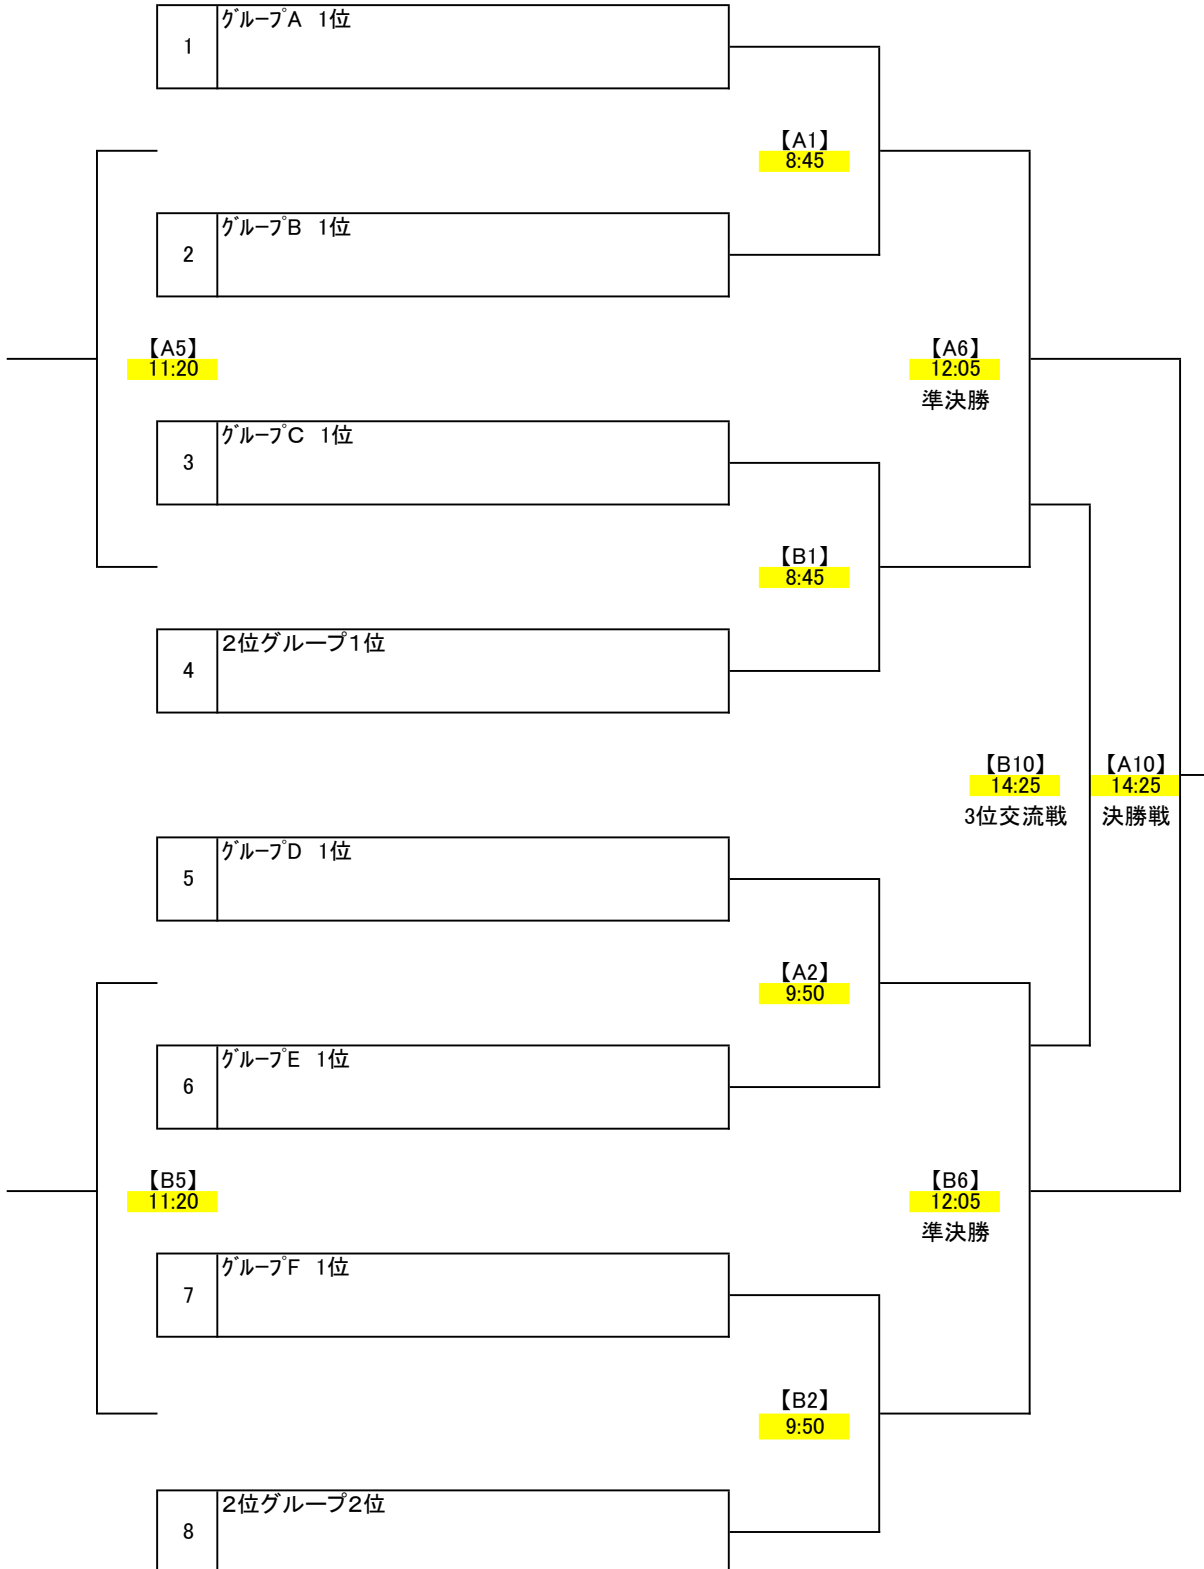 ｸﾞﾙｰﾌﾟA　1位
1
【A1】
8:45
ｸﾞﾙｰﾌﾟB　1位
2
【A5】
11:20
【A6】
12:05
準決勝
ｸﾞﾙｰﾌﾟC　1位
3
【B1】
8:45
２位グループ１位
4
【B10】
14:25
3位交流戦
【A10】
14:25
決勝戦
ｸﾞﾙｰﾌﾟD　1位
5
【A2】
9:50
ｸﾞﾙｰﾌﾟE　1位
6
【B5】
11:20
【B6】
12:05
準決勝
ｸﾞﾙｰﾌﾟF　1位
7
【B2】
9:50
２位グループ２位
8